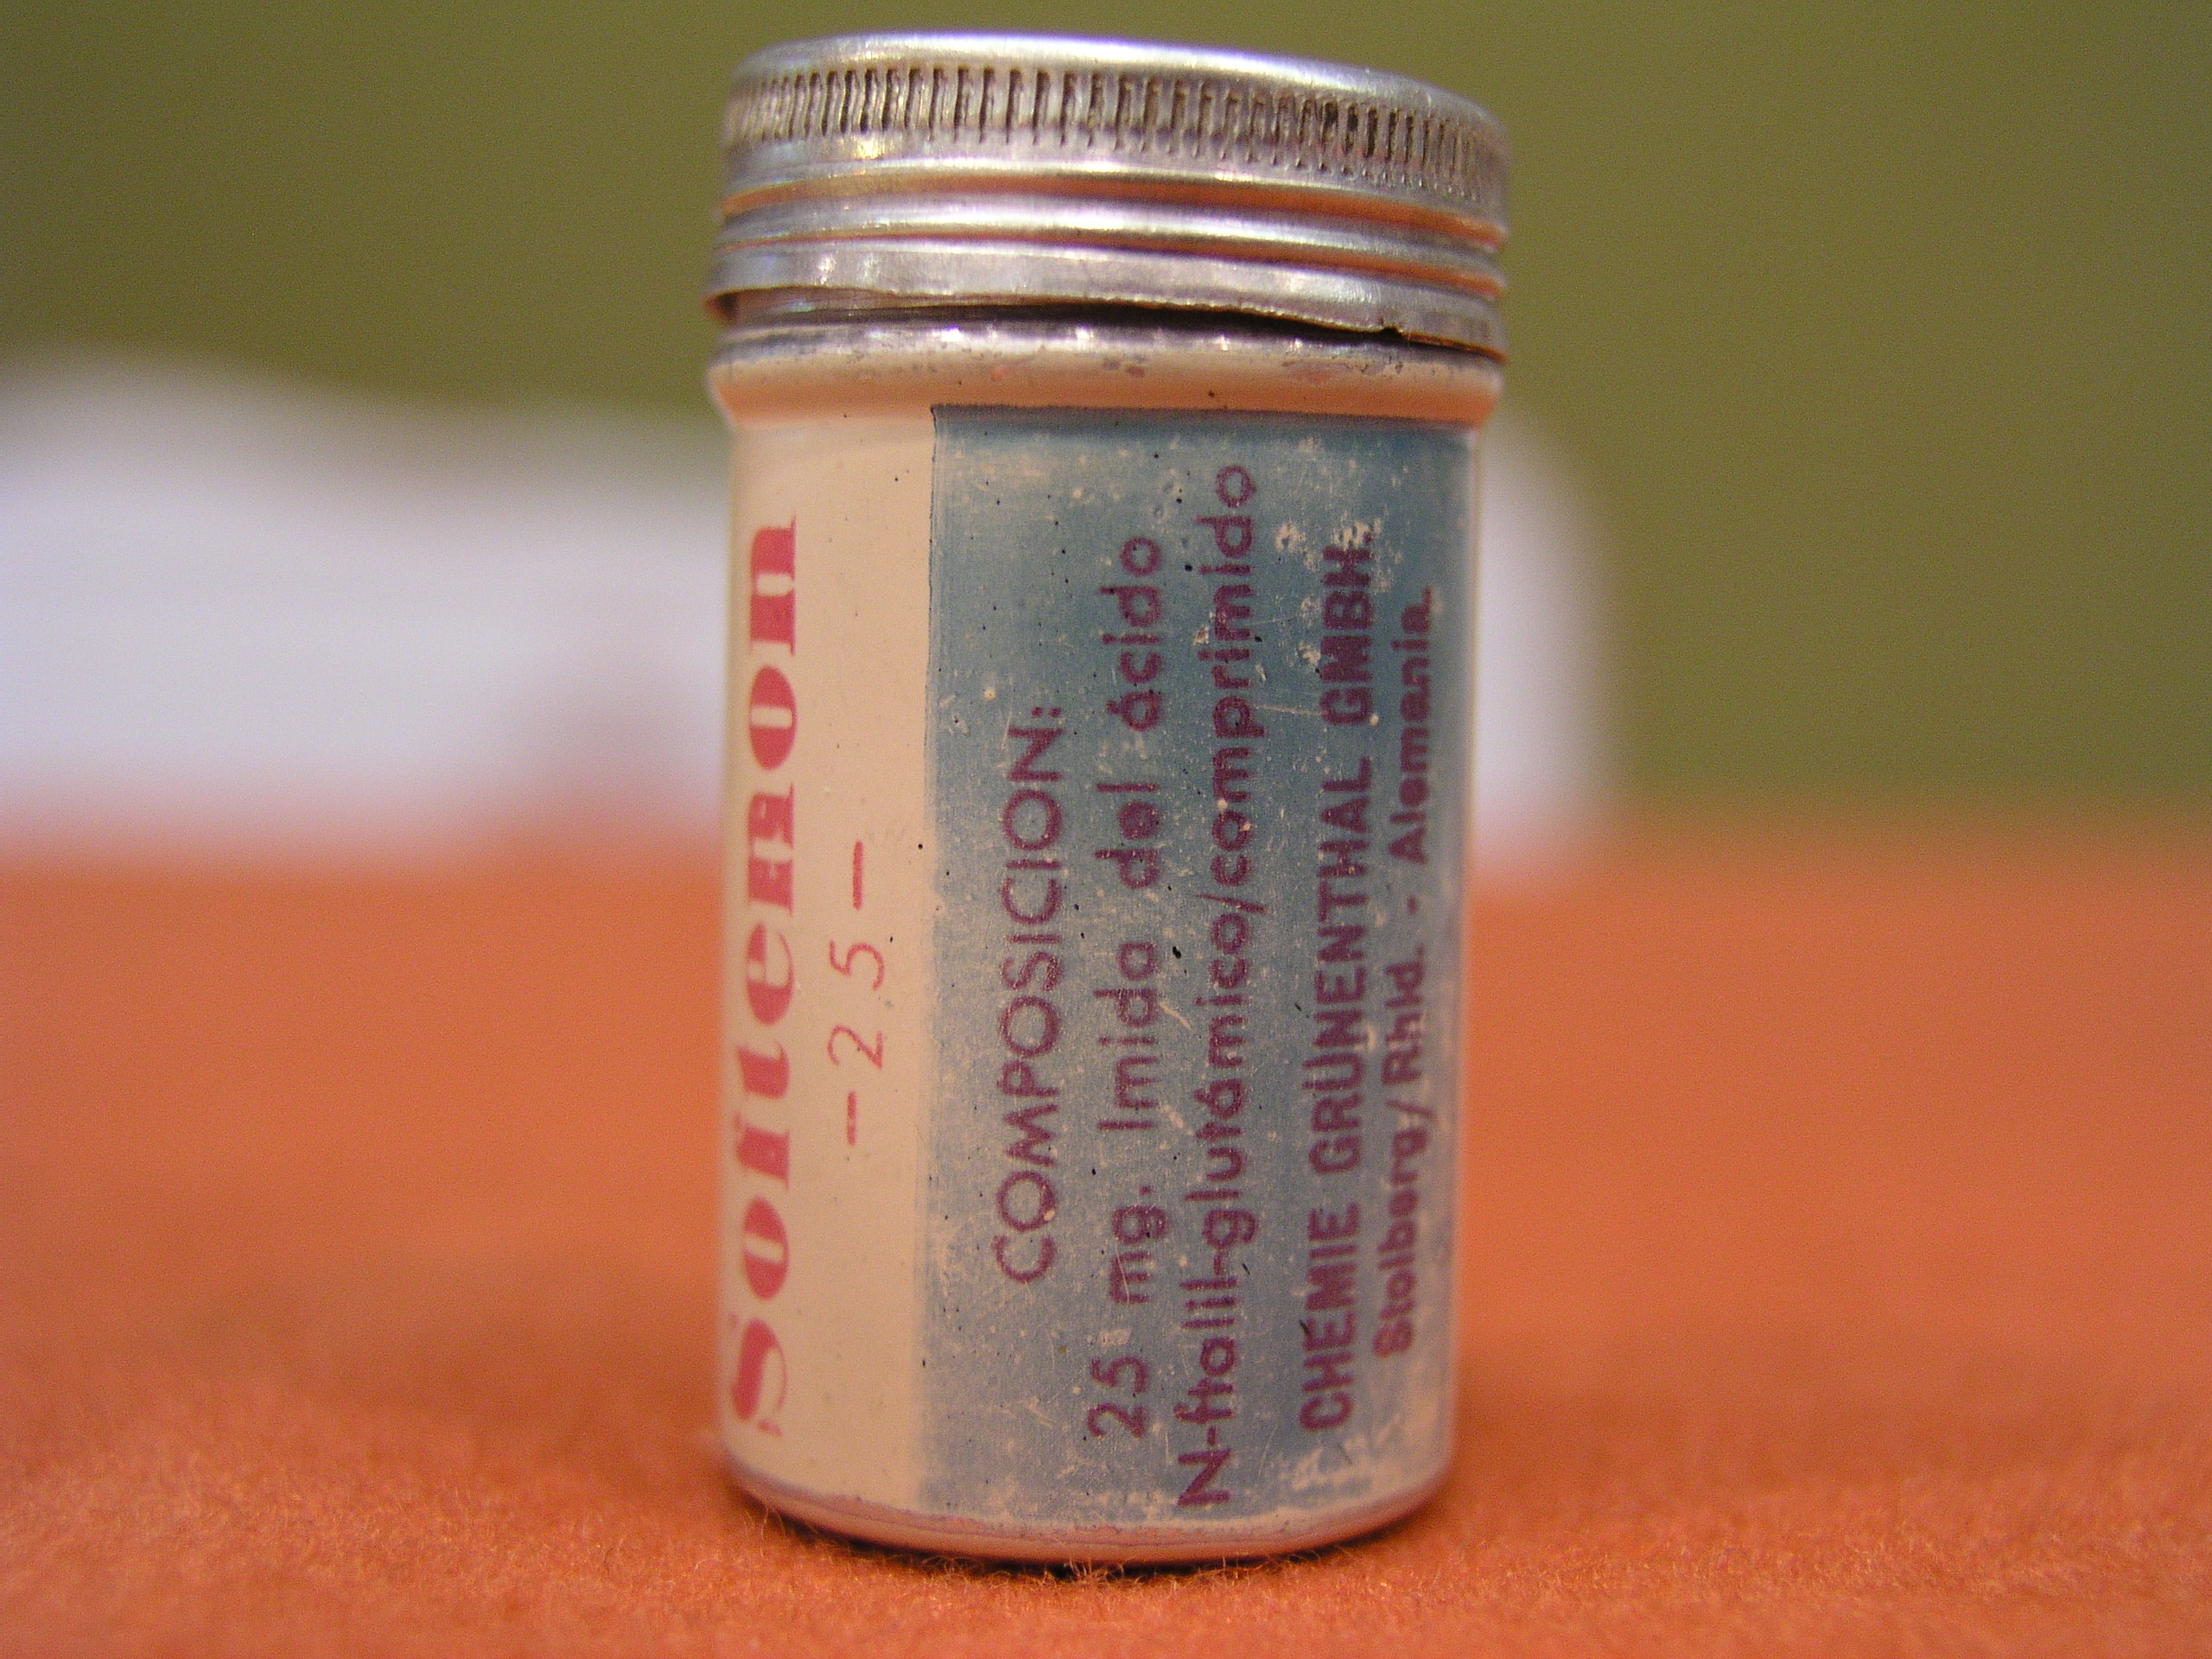 Softenon
-25-
COMPOSICION:
25 mg. Imida del ácido
N-ftalil-glutámico/comprimido
CHEMIE GRÜNENTHAL GMBH.
Stolberg/Rhld. - Alemania.